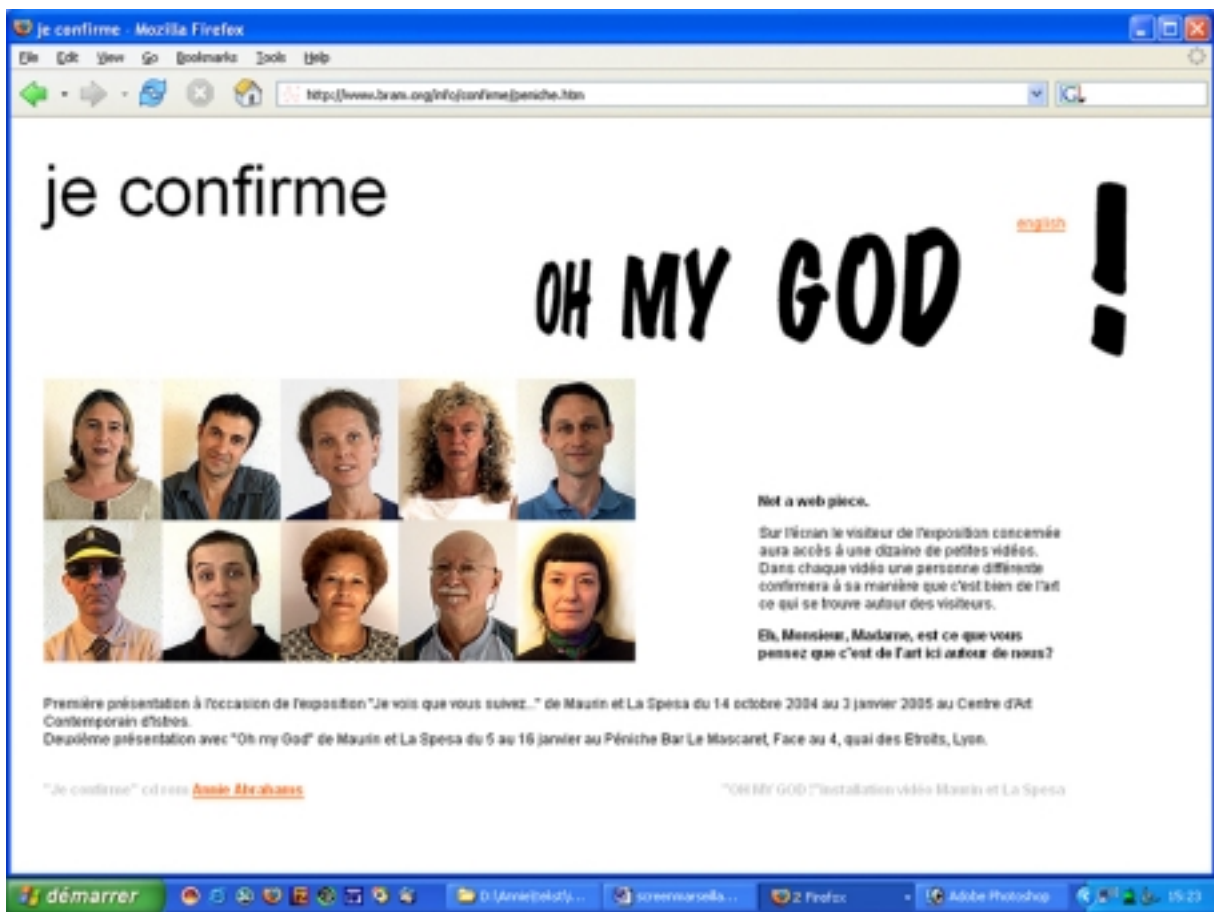 je confirme - Mozilla Firefox
File Edit View Go Bookmarks Tools Help
http://www.bram.org/info/confirme/peniche.htm
je confirme
english
OH MY GOD !
Not a web piece.
Sur l'écran le visiteur de l'exposition concernée
aura accès à une dizaine de petites vidéos.
Dans chaque vidéo une personne différente
confirmera à sa manière que c'est bien de l'art
ce qui se trouve autour des visiteurs.
Eh, Monsieur, Madame, est ce que vous
pensez que c'est de l'art ici autour de nous?
Première présentation à l'occasion de l'exposition "Je vois que vous suivez..." de Maurin et La Spesa du 14 octobre 2004 au 3 janvier 2005 au Centre d'Art
Contemporain d'Istres.
Deuxième présentation avec "Oh my God" de Maurin et La Spesa du 5 au 16 janvier au Péniche Bar Le Mascaret, Face au 4, quai des Etroits, Lyon.
"Je confirme" cd rom Annie Abrahams
"OH MY GOD !" installation vidéo Maurin et La Spesa
démarrer
screenmarseilla...
2 Firefox
Adobe Photoshop
15:23